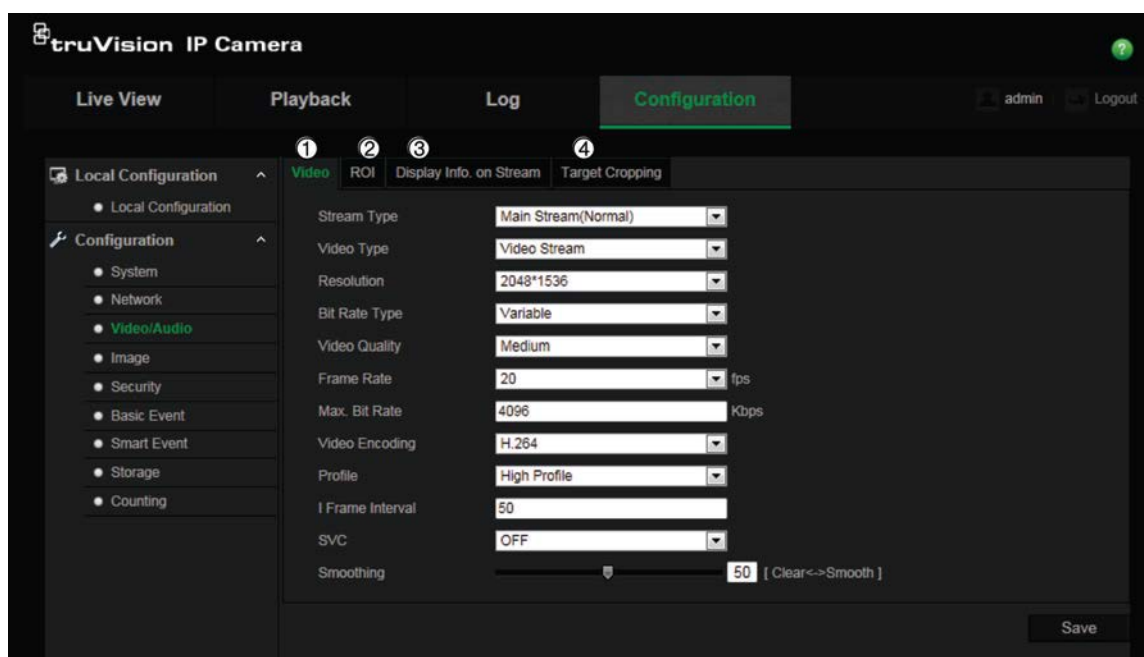 truVision IP Camera
?
Live View Playback Log Configuration admin Logout
① ② ③ ④
Video ROI Display Info. on Stream Target Cropping
Local Configuration
Local Configuration
Configuration
System
Network
Video/Audio
Image
Security
Basic Event
Smart Event
Storage
Counting
Stream Type Main Stream(Normal)
Video Type Video Stream
Resolution 2048*1536
Bit Rate Type Variable
Video Quality Medium
Frame Rate 20 fps
Max. Bit Rate 4096 Kbps
Video Encoding H.264
Profile High Profile
I Frame Interval 50
SVC OFF
Smoothing 50 [ Clear<->Smooth ]
Save